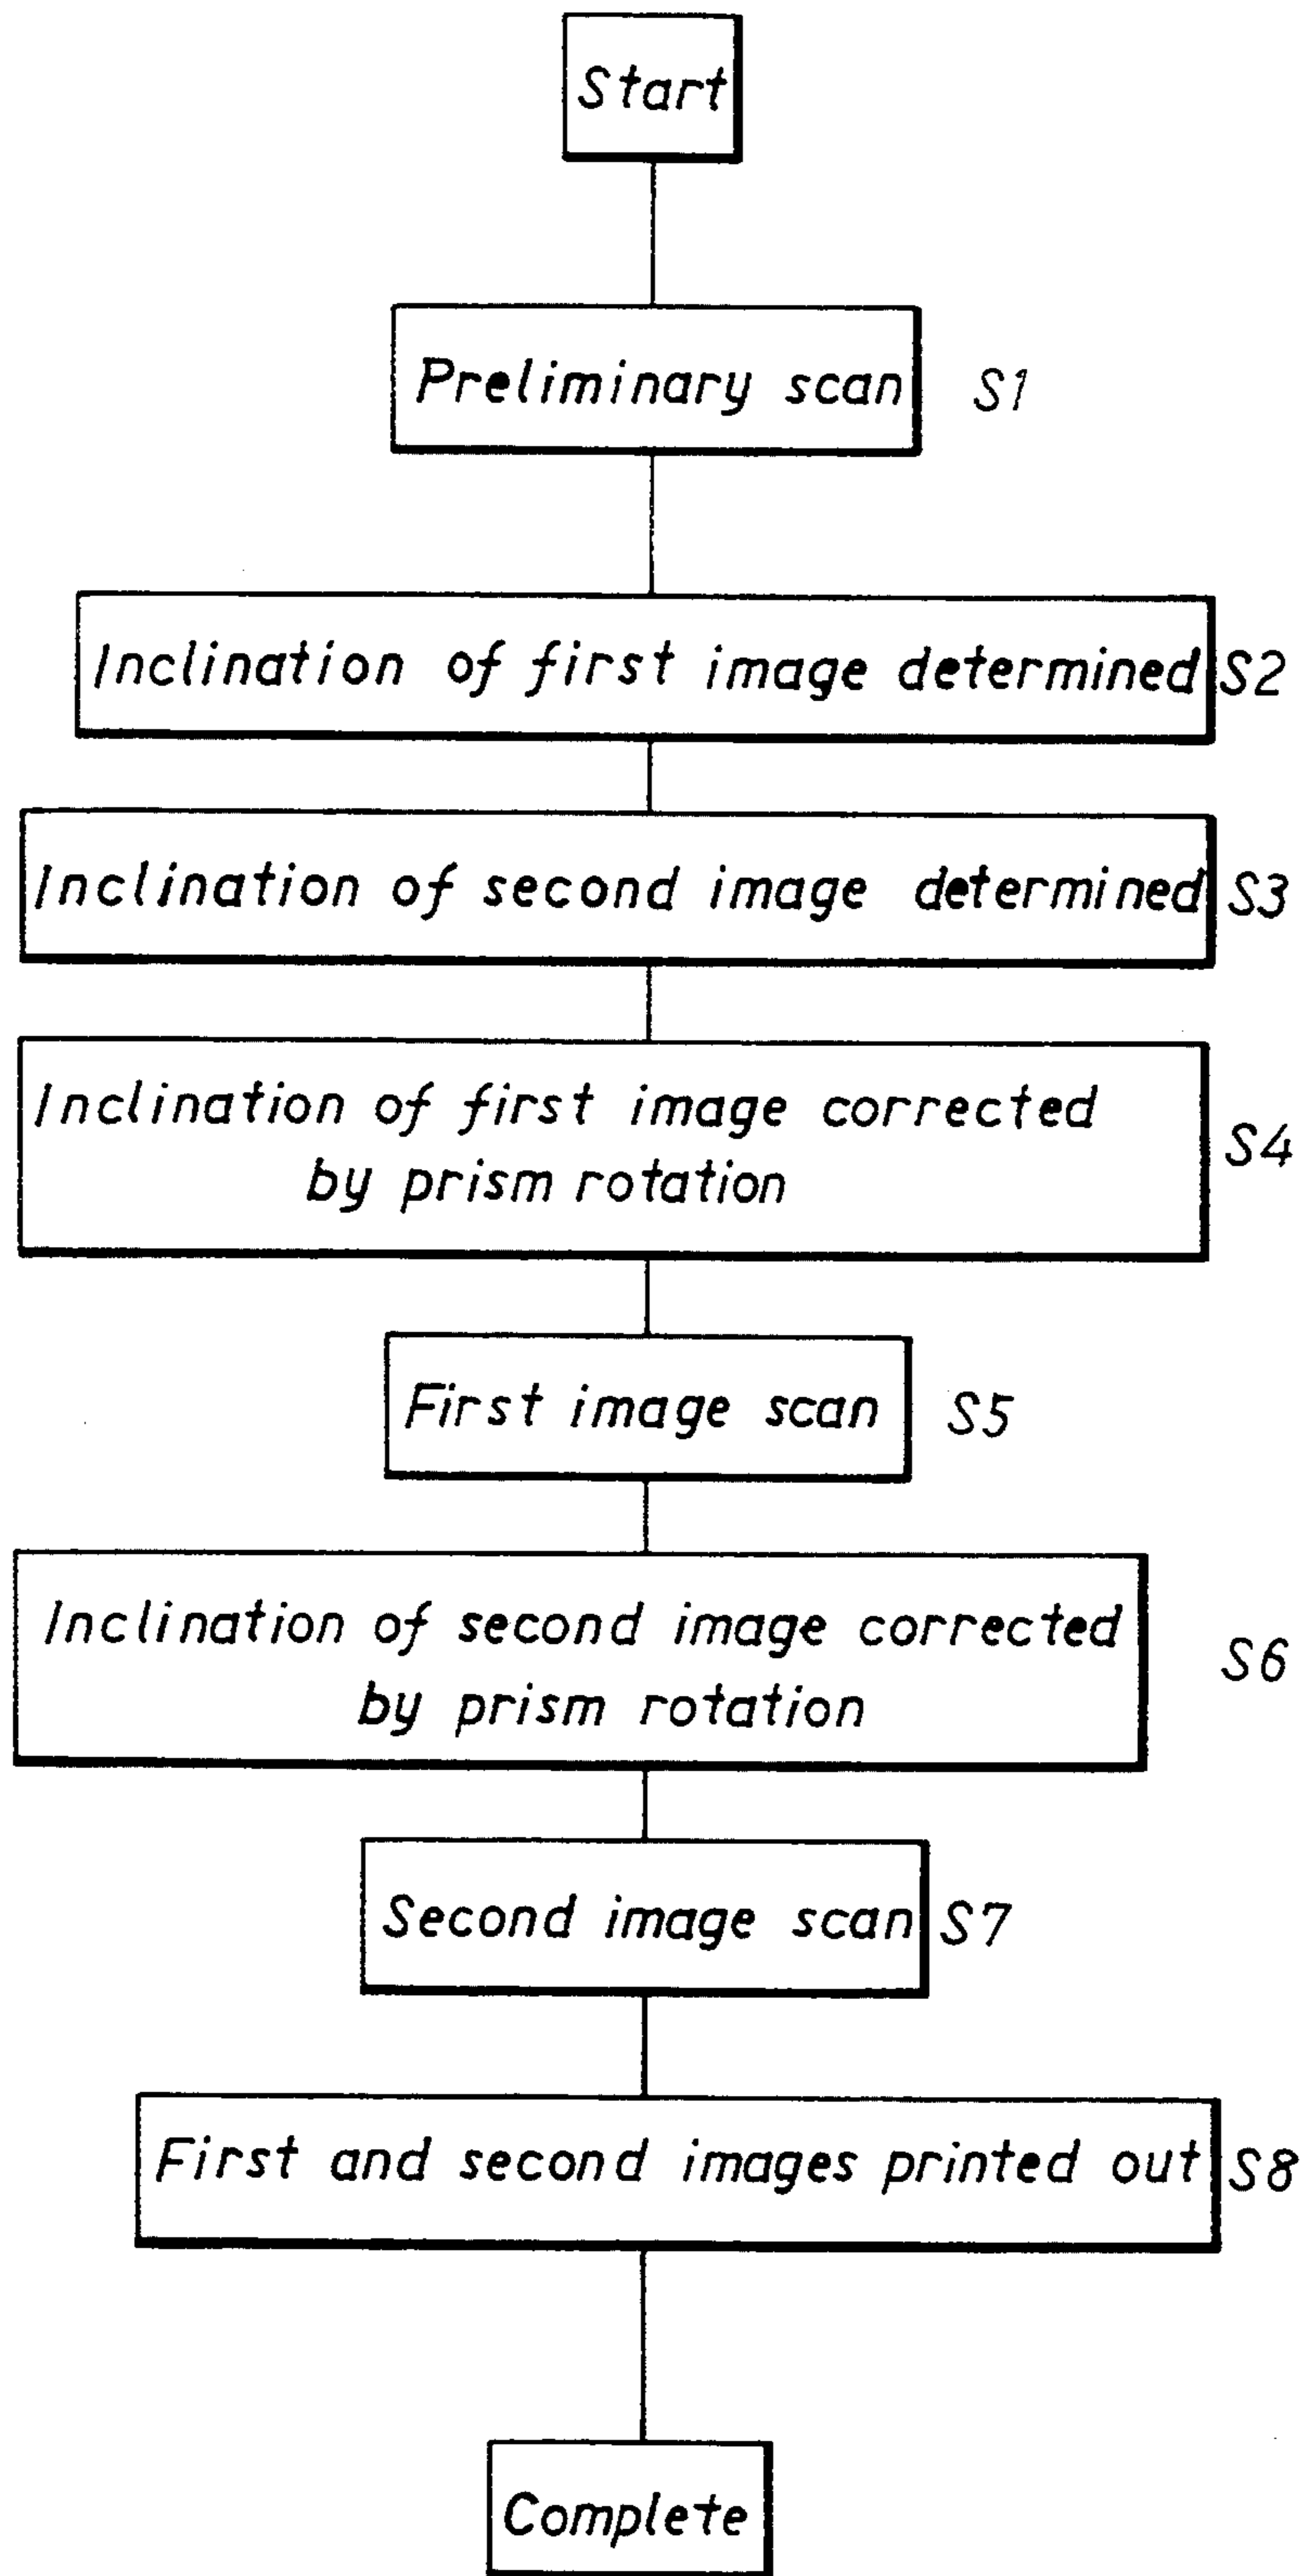 Start
Preliminary scan S1
Inclination of first image determined S2
Inclination of second image determined S3
Inclination of first image corrected
by prism rotation S4
First image scan S5
Inclination of second image corrected
by prism rotation S6
Second image scan S7
First and second images printed out S8
Complete